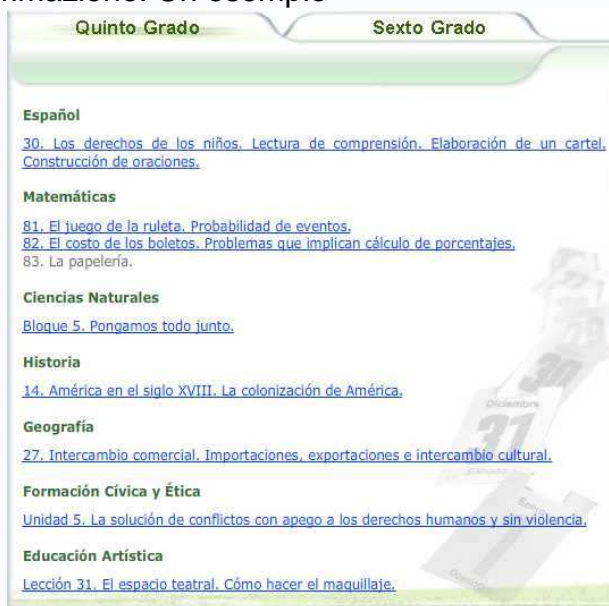 Quinto Grado
Sexto Grado
Español
30. Los derechos de los niños. Lectura de comprensión. Elaboración de un cartel.
Construcción de oraciones.
Matemáticas
81. El juego de la ruleta. Probabilidad de eventos.
82. El costo de los boletos. Problemas que implican cálculo de porcentajes.
83. La papelería.
Ciencias Naturales
Bloque 5. Pongamos todo junto.
Historia
14. América en el siglo XVIII. La colonización de América.
Geografía
27. Intercambio comercial. Importaciones, exportaciones e intercambio cultural.
Formación Cívica y Ética
Unidad 5. La solución de conflictos con apego a los derechos humanos y sin violencia.
Educación Artística
Lección 31. El espacio teatral. Cómo hacer el maquillaje.
29
30
Diciembre
31
Enero
1